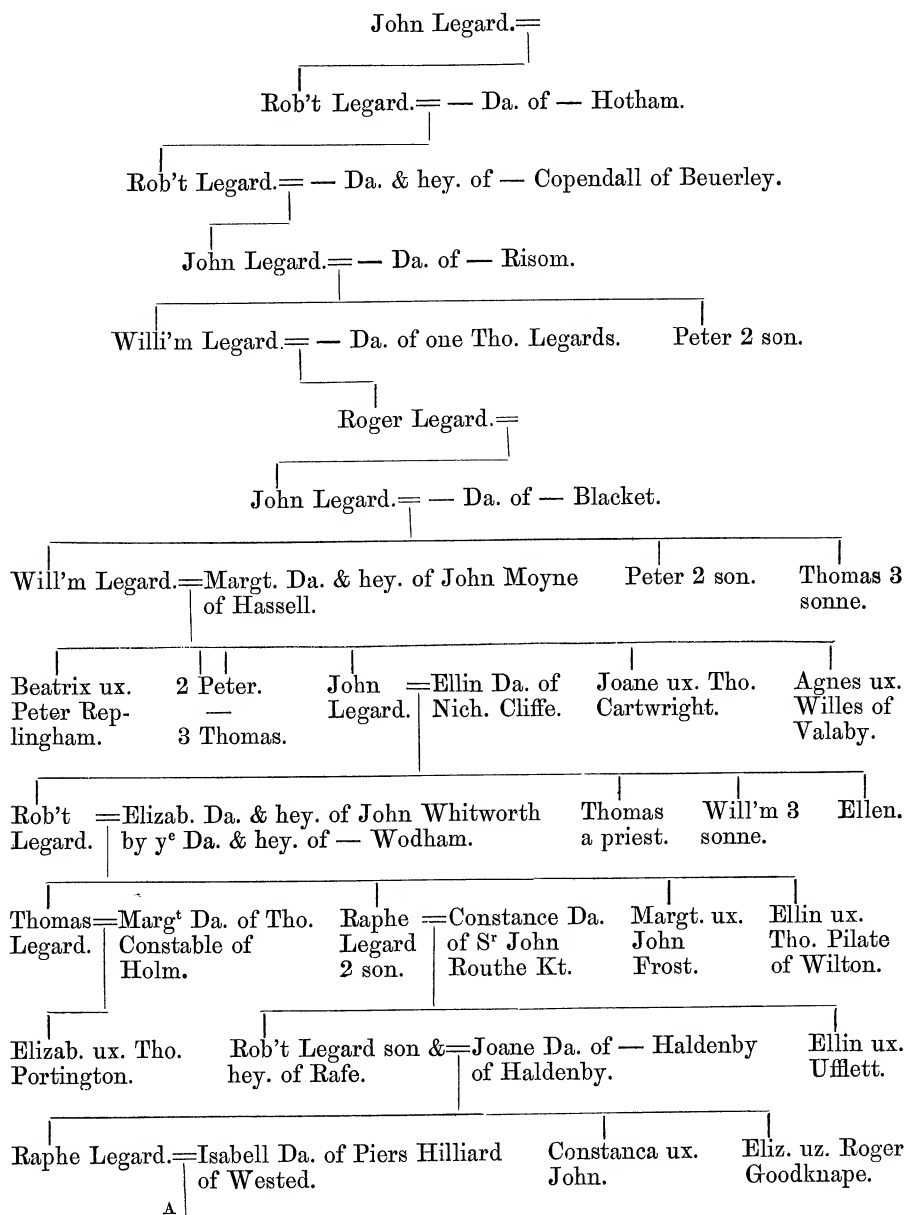 John Legard.=
Rob't Legard.= — Da. of — Hotham.
Rob't Legard.= — Da. & hey. of — Copendall of Beuerley.
John Legard.= — Da. of — Risom.
Willi'm Legard.= — Da. of one Tho. Legards. Peter 2 son.
Roger Legard.=
John Legard.= — Da. of — Blacket.
Will'm Legard.=Margt. Da. & hey. of John Moyne
of Hassell.
Peter 2 son.
Thomas 3
sonne.
Beatrix ux.
Peter Rep-
lingham.
2 Peter.
—
3 Thomas.
John
Legard.
=Ellin Da. of
Nich. Cliffe.
Joane ux. Tho.
Cartwright.
Agnes ux.
Willes of
Valaby.
Rob't
Legard.
=Elizab. Da. & hey. of John Whitworth
by yᵉ Da. & hey. of — Wodham.
Thomas
a priest.
Will'm 3
sonne.
Ellen.
Thomas=
Legard.
Margᵗ Da. of Tho.
Constable of
Holm.
Raphe
Legard
2 son.
=Constance Da.
of Sʳ John
Routhe Kt.
Margt. ux.
John
Frost.
Ellin ux.
Tho. Pilate
of Wilton.
Elizab. ux. Tho.
Portington.
Rob't Legard son &
hey. of Rafe.
=Joane Da. of — Haldenby
of Haldenby.
Ellin ux.
Ufflett.
Raphe Legard.=Isabell Da. of Piers Hilliard
of Wested.
Constanca ux.
John.
Eliz. uz. Roger
Goodknape.
A